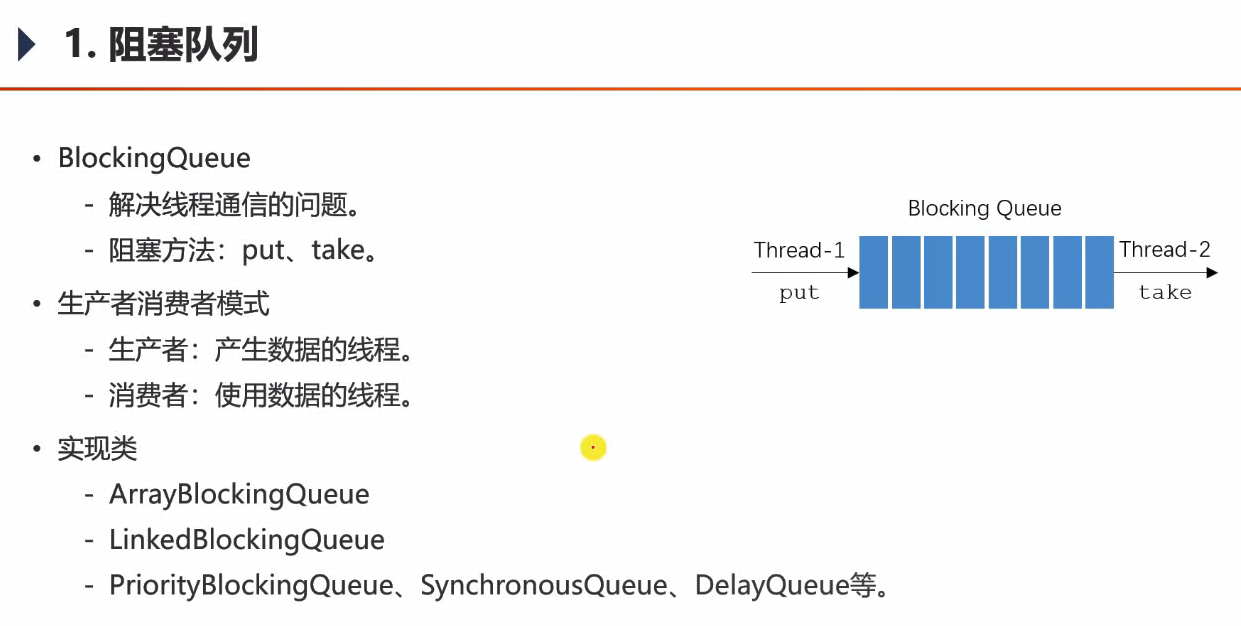 1. 阻塞队列
• BlockingQueue
- 解决线程通信的问题。
- 阻塞方法：put、take。
• 生产者消费者模式
- 生产者：产生数据的线程。
- 消费者：使用数据的线程。
• 实现类
- ArrayBlockingQueue
- LinkedBlockingQueue
- PriorityBlockingQueue、SynchronousQueue、DelayQueue等。
Blocking Queue
Thread-1
put
Thread-2
take